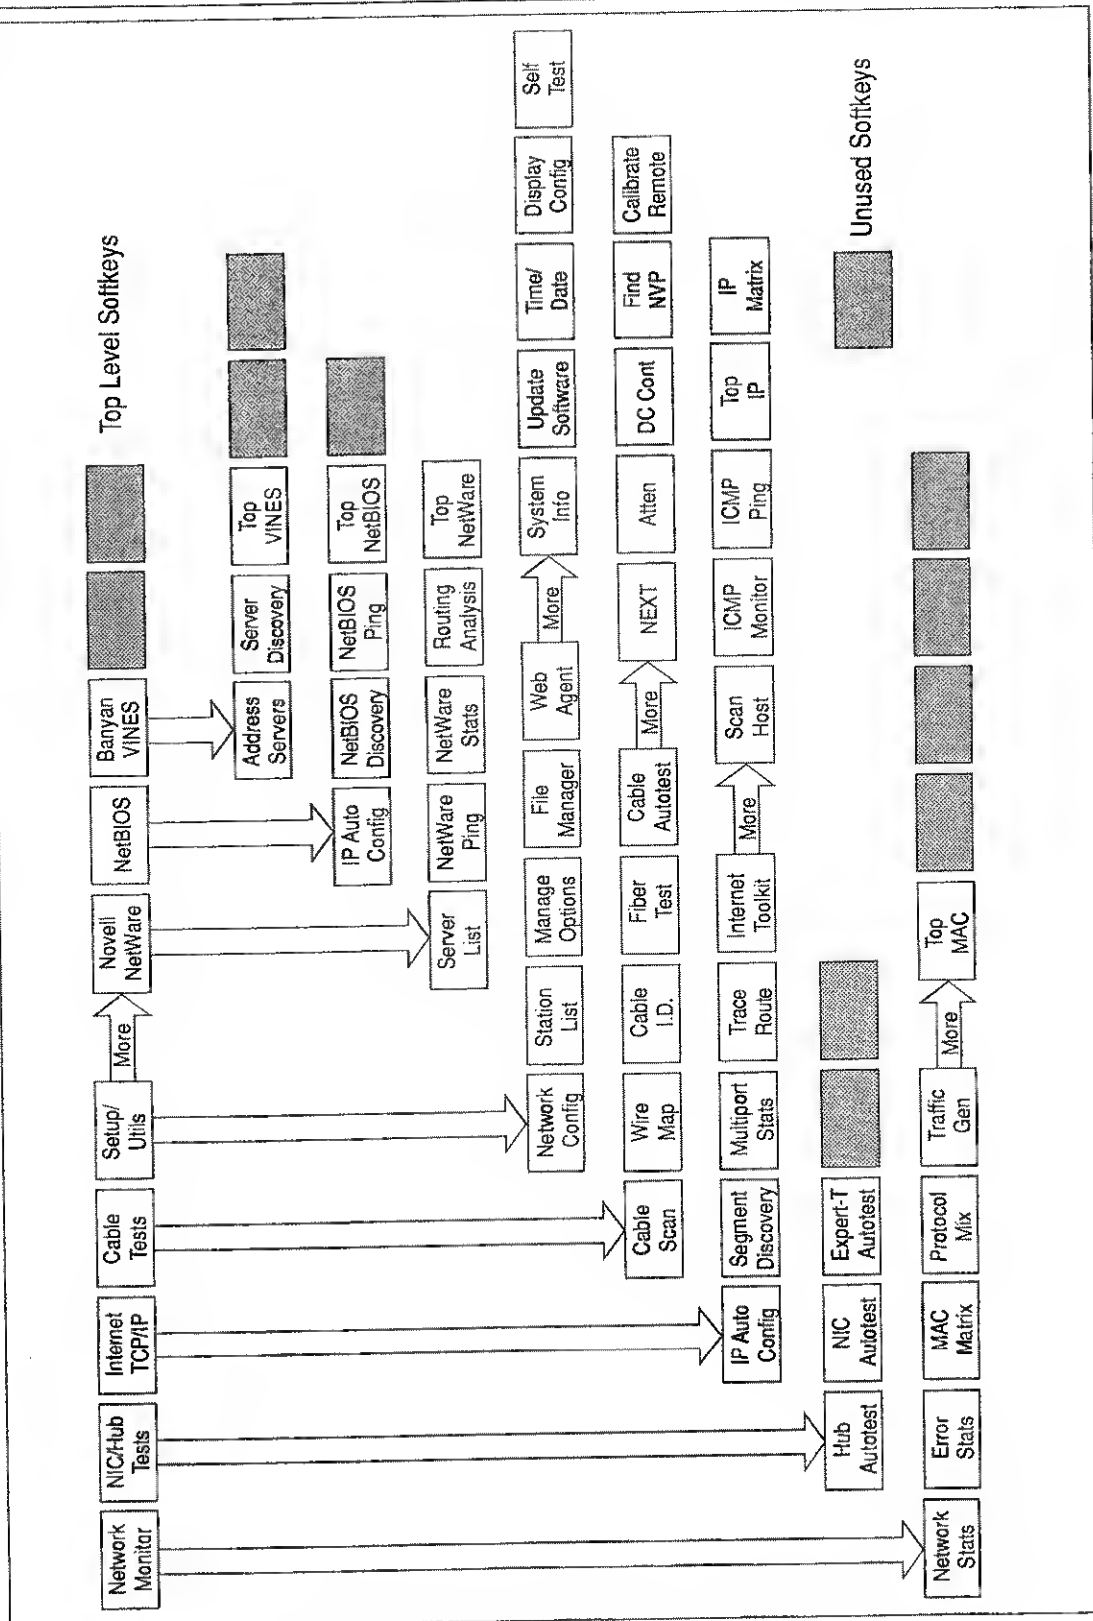 Top Level Softkeys
Network
Monitor
NIC/Hub
Tests
Internet
TCP/IP
Cable
Tests
Setup/
Utils
More
Novell
NetWare
NetBIOS
Banyan
VINES
Address
Servers
Server
Discovery
Top
VINES
IP Auto
Config
NetBIOS
Discovery
NetBIOS
Ping
Top
NetBIOS
Server
List
NetWare
Ping
NetWare
Stats
Routing
Analysis
Top
NetWare
Network
Config
Station
List
Manage
Options
File
Manager
Web
Agent
More
System
Info
Update
Software
Time/
Date
Display
Config
Self
Test
Cable
Scan
Wire
Map
Cable
I.D.
Fiber
Test
Cable
Autotest
More
NEXT
Atten
DC Cont
Find
NVP
Calibrate
Remote
IP Auto
Config
Segment
Discovery
Multiport
Stats
Trace
Route
Internet
Toolkit
More
Scan
Host
ICMP
Monitor
ICMP
Ping
Top
IP
IP
Matrix
Hub
Autotest
NIC
Autotest
Expert-T
Autotest
Unused Softkeys
Network
Stats
Error
Stats
MAC
Matrix
Protocol
Mix
Traffic
Gen
More
Top
MAC